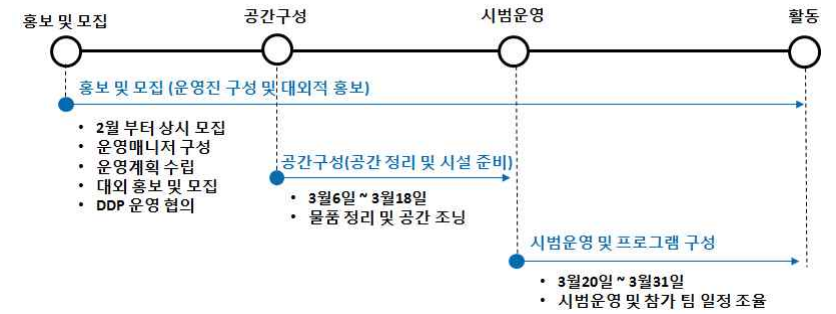 홍보 및 모집
공간구성
시범운영
활동
홍보 및 모집 (운영진 구성 및 대외적 홍보)
• 2월 부터 상시 모집
• 운영매니저 구성
• 운영계획 수립
• 대외 홍보 및 모집
• DDP 운영 협의
공간구성(공간 정리 및 시설 준비)
• 3월6일 ~ 3월18일
• 물품 정리 및 공간 조닝
시범운영 및 프로그램 구성
• 3월20일 ~ 3월31일
• 시범운영 및 참가 팀 일정 조율